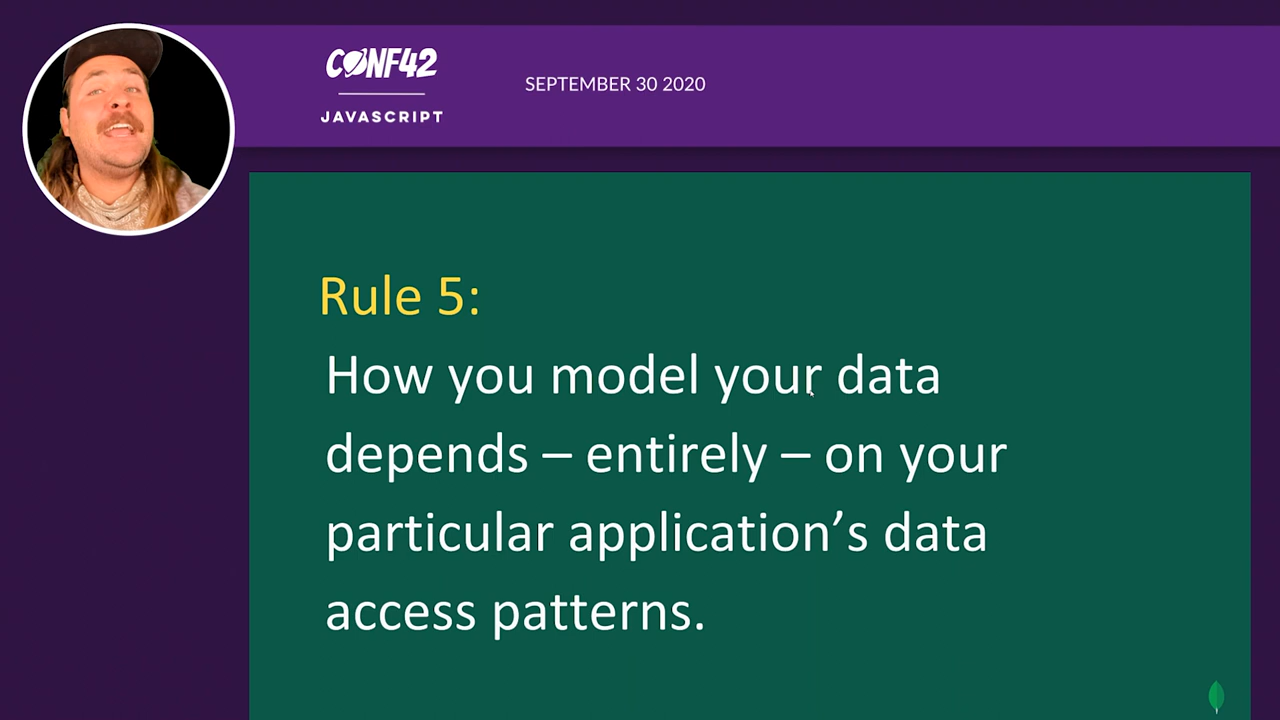 CONF42
JAVASCRIPT
SEPTEMBER 30 2020
Rule 5:
How you model your data
depends – entirely – on your
particular application’s data
access patterns.